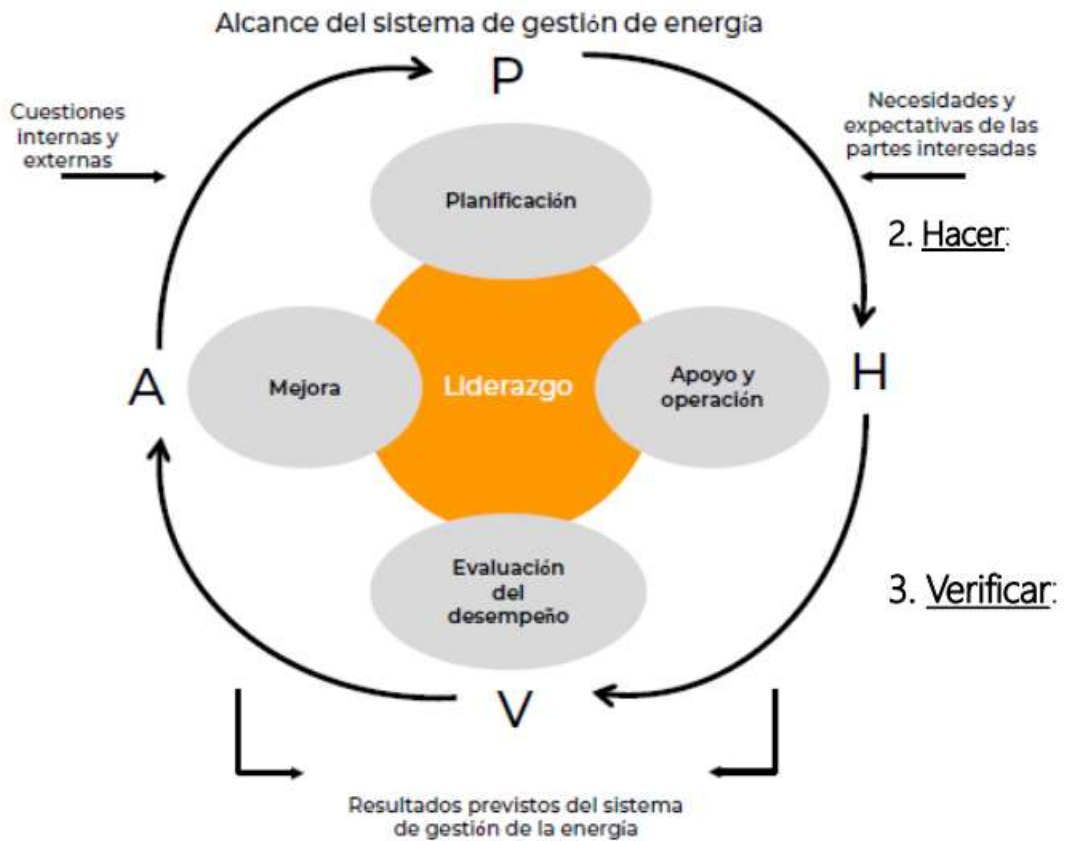 Alcance del sistema de gestión de energía
P
Cuestiones
internas y
externas
Necesidades y
expectativas de las
partes interesadas
Planificación
2. Hacer:
A
Mejora
Liderazgo
Apoyo y
operación
H
Evaluación
del
desempeño
3. Verificar:
V
Resultados previstos del sistema
de gestión de la energía